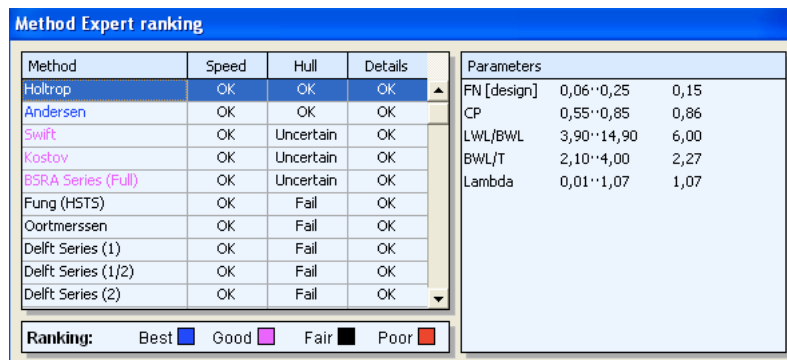 Method Expert ranking
Method Speed Hull Details
Holtrop OK OK OK
Andersen OK OK OK
Swift OK Uncertain OK
Kostov OK Uncertain OK
BSRA Series (Full) OK Uncertain OK
Fung (HSTS) OK Fail OK
Oortmerssen OK Fail OK
Delft Series (1) OK Fail OK
Delft Series (1/2) OK Fail OK
Delft Series (2) OK Fail OK
Ranking: Best Good Fair Poor
Parameters
FN [design] 0,06··0,25 0,15
CP 0,55··0,85 0,86
LWL/BWL 3,90··14,90 6,00
BWL/T 2,10··4,00 2,27
Lambda 0,01··1,07 1,07